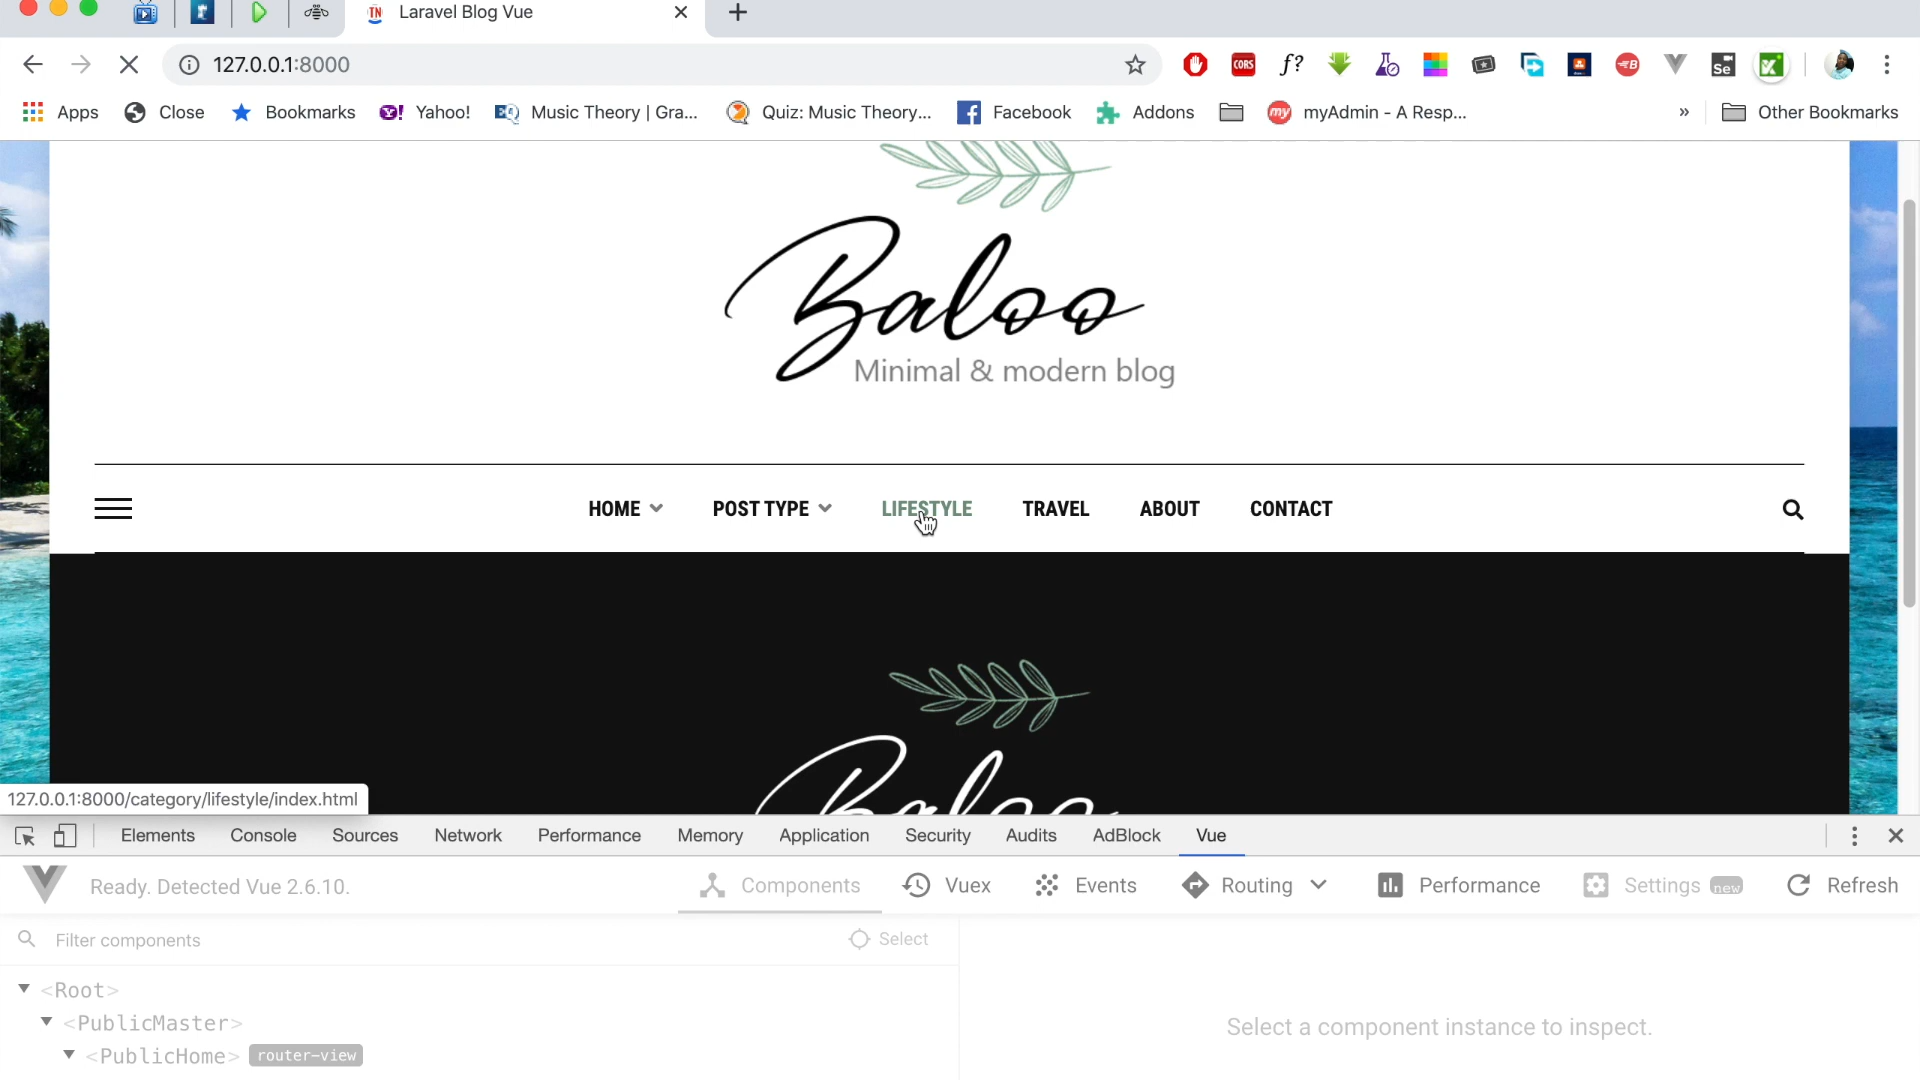 Laravel Blog Vue
127.0.0.1:8000
CORS
f?
Se
Apps
Close
Bookmarks
Yahoo!
Music Theory | Gra...
Quiz: Music Theory...
Facebook
Addons
my
myAdmin - A Resp...
»
Other Bookmarks
Baloo
Minimal & modern blog
HOME
POST TYPE
LIFESTYLE
TRAVEL
ABOUT
CONTACT
Baloo
127.0.0.1:8000/category/lifestyle/index.html
Elements
Console
Sources
Network
Performance
Memory
Application
Security
Audits
AdBlock
Vue
Ready. Detected Vue 2.6.10.
Components
Vuex
Events
Routing
Performance
Settings new
Refresh
Filter components
Select
<Root>
<PublicMaster>
<PublicHome> router-view
Select a component instance to inspect.